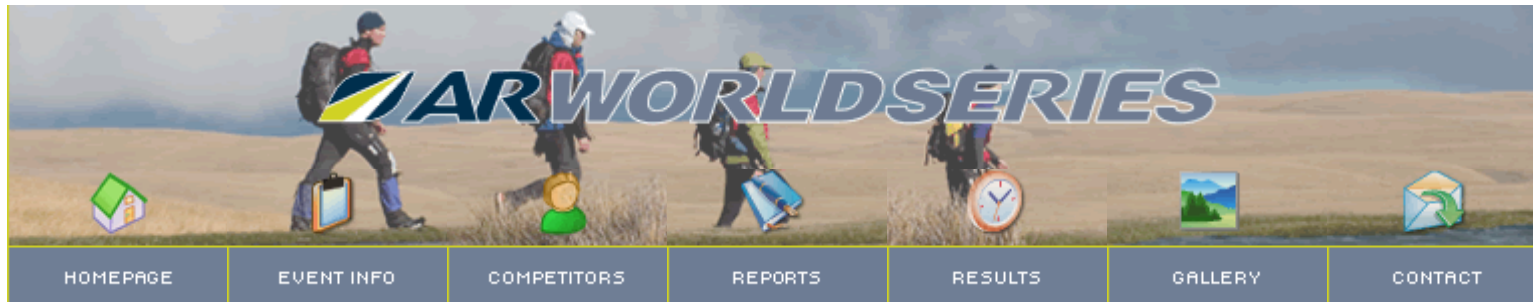 ARWORLDSERIES
HOMEPAGE
EVENT INFO
COMPETITORS
REPORTS
RESULTS
GALLERY
CONTACT